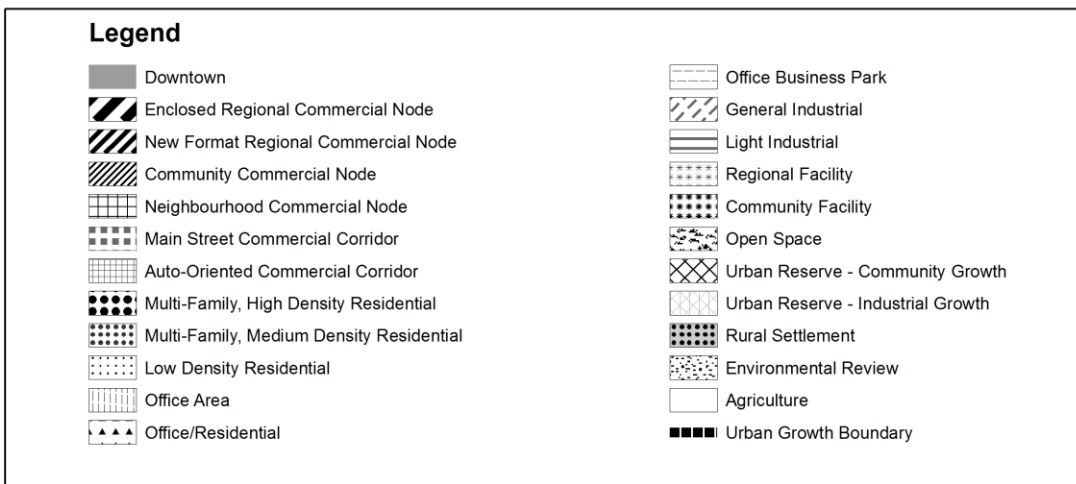 Legend
Downtown
Enclosed Regional Commercial Node
New Format Regional Commercial Node
Community Commercial Node
Neighbourhood Commercial Node
Main Street Commercial Corridor
Auto-Oriented Commercial Corridor
Multi-Family, High Density Residential
Multi-Family, Medium Density Residential
Low Density Residential
Office Area
Office/Residential
Office Business Park
General Industrial
Light Industrial
Regional Facility
Community Facility
Open Space
Urban Reserve - Community Growth
Urban Reserve - Industrial Growth
Rural Settlement
Environmental Review
Agriculture
Urban Growth Boundary